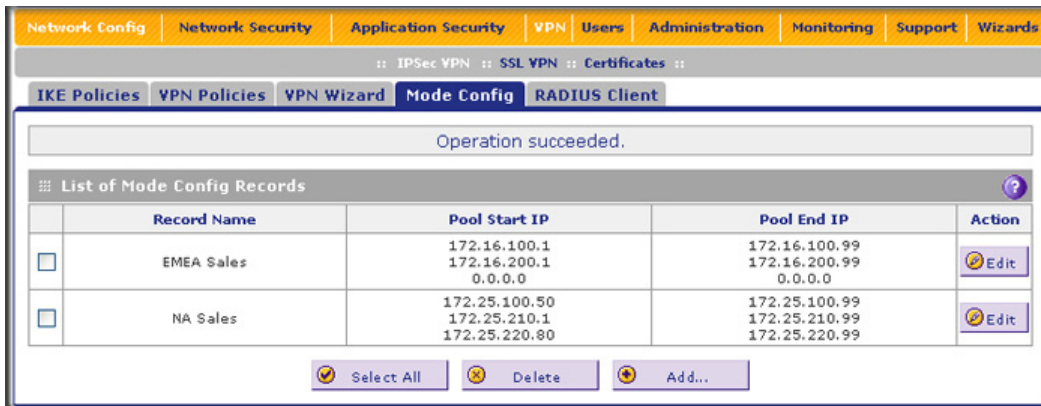 Network Config Network Security Application Security VPN Users Administration Monitoring Support Wizards
:: IPSec VPN :: SSL VPN :: Certificates ::
IKE Policies VPN Policies VPN Wizard Mode Config RADIUS Client
Operation succeeded.
List of Mode Config Records ?
Record Name Pool Start IP Pool End IP Action
172.16.100.1 172.16.100.99
EMEA Sales 172.16.200.1 172.16.200.99 Edit
0.0.0.0 0.0.0.0
172.25.100.50 172.25.100.99
NA Sales 172.25.210.1 172.25.210.99 Edit
172.25.220.80 172.25.220.99
Select All Delete Add...